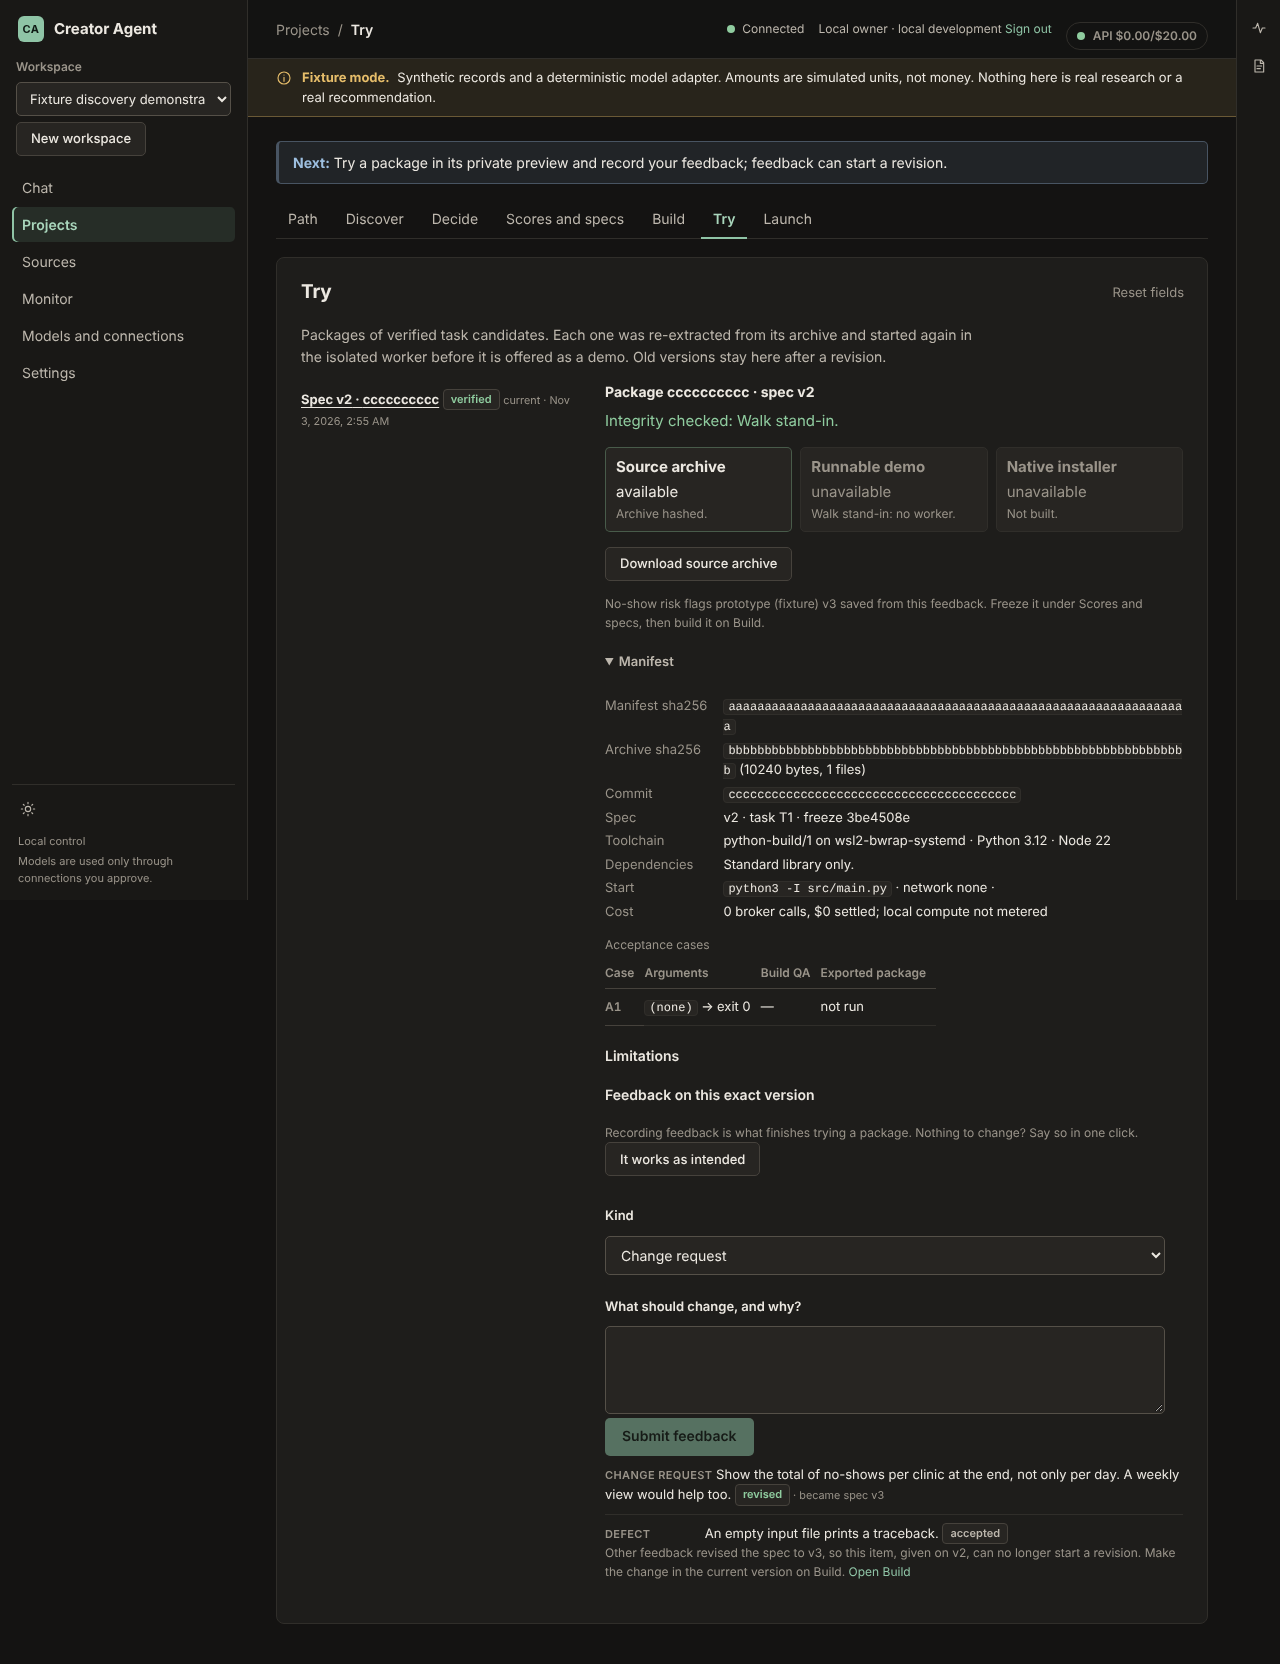 CA Creator Agent
Workspace
Fixture discovery demonstra
New workspace
Chat
Projects
Sources
Monitor
Models and connections
Settings
Local control
Models are used only through
connections you approve.
Projects / Try
Connected Local owner · local development Sign out API $0.00/$20.00
Fixture mode. Synthetic records and a deterministic model adapter. Amounts are simulated units, not money. Nothing here is real research or a
real recommendation.
Next: Try a package in its private preview and record your feedback; feedback can start a revision.
Path Discover Decide Scores and specs Build Try Launch
Try
Reset fields
Packages of verified task candidates. Each one was re-extracted from its archive and started again in
the isolated worker before it is offered as a demo. Old versions stay here after a revision.
Spec v2 · cccccccccc verified current · Nov
3, 2026, 2:55 AM
Package cccccccccc · spec v2
Integrity checked: Walk stand-in.
Source archive
available
Archive hashed.
Runnable demo
unavailable
Walk stand-in: no worker.
Native installer
unavailable
Not built.
Download source archive
No-show risk flags prototype (fixture) v3 saved from this feedback. Freeze it under Scores and
specs, then build it on Build.
▼ Manifest
Manifest sha256 aaaaaaaaaaaaaaaaaaaaaaaaaaaaaaaaaaaaaaaaaaaaaaaaaaaaaaaaaaaaaaa
a
Archive sha256 bbbbbbbbbbbbbbbbbbbbbbbbbbbbbbbbbbbbbbbbbbbbbbbbbbbbbbbbbbbbbbb
b (10240 bytes, 1 files)
Commit cccccccccccccccccccccccccccccccccccccccc
Spec v2 · task T1 · freeze 3be4508e
Toolchain python-build/1 on wsl2-bwrap-systemd · Python 3.12 · Node 22
Dependencies Standard library only.
Start python3 -I src/main.py · network none ·
Cost 0 broker calls, $0 settled; local compute not metered
Acceptance cases
Case Arguments Build QA Exported package
A1 (none) → exit 0 — not run
Limitations
Feedback on this exact version
Recording feedback is what finishes trying a package. Nothing to change? Say so in one click.
It works as intended
Kind
Change request
What should change, and why?
Submit feedback
CHANGE REQUEST Show the total of no-shows per clinic at the end, not only per day. A weekly
view would help too. revised · became spec v3
DEFECT An empty input file prints a traceback. accepted
Other feedback revised the spec to v3, so this item, given on v2, can no longer start a revision. Make
the change in the current version on Build. Open Build